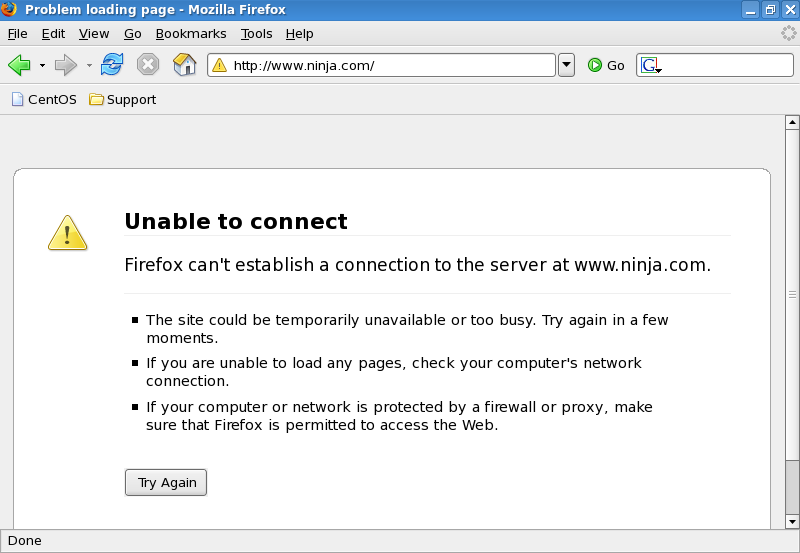 Problem loading page - Mozilla Firefox
File Edit View Go Bookmarks Tools Help
http://www.ninja.com/ Go G
CentOS Support
Unable to connect
Firefox can't establish a connection to the server at www.ninja.com.
The site could be temporarily unavailable or too busy. Try again in a few
moments.
If you are unable to load any pages, check your computer's network
connection.
If your computer or network is protected by a firewall or proxy, make
sure that Firefox is permitted to access the Web.
Try Again
Done